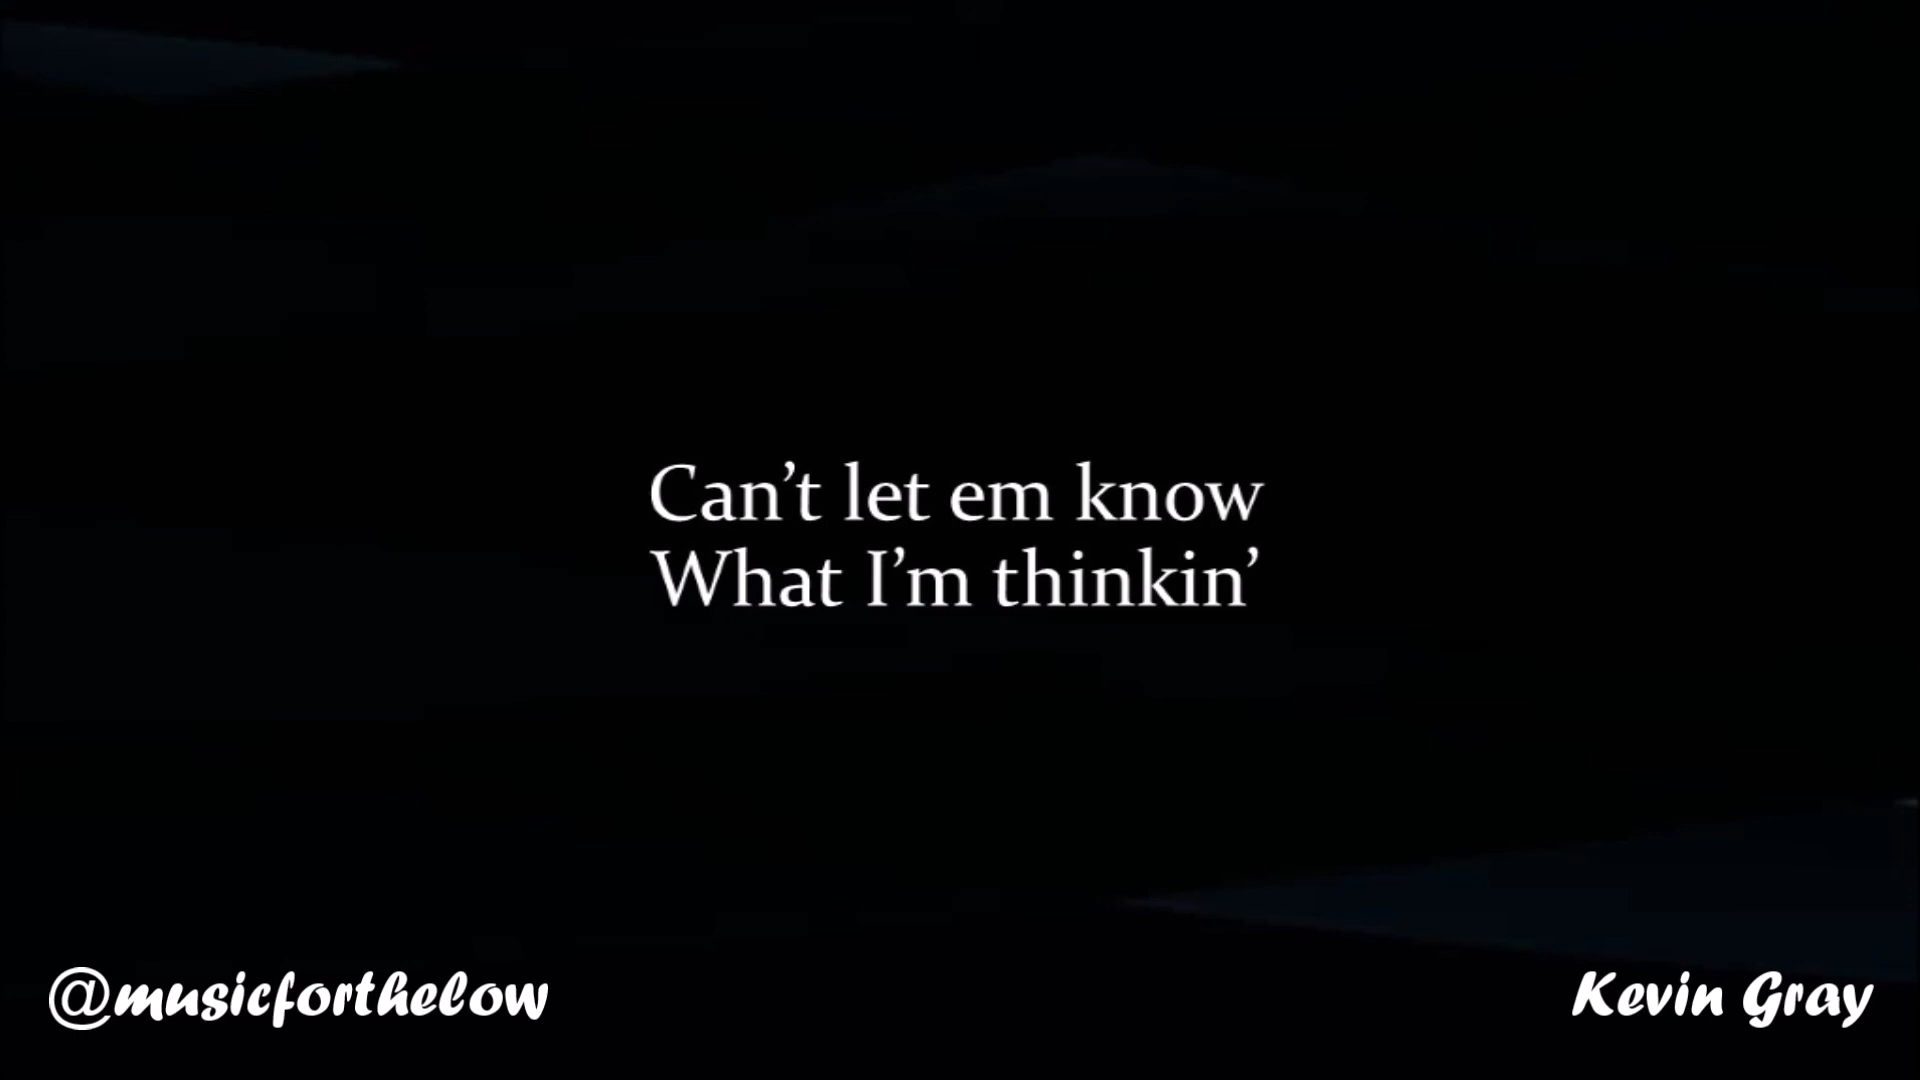 Can’t let em know
What I’m thinkin’
@musicforthelow
Kevin Gray